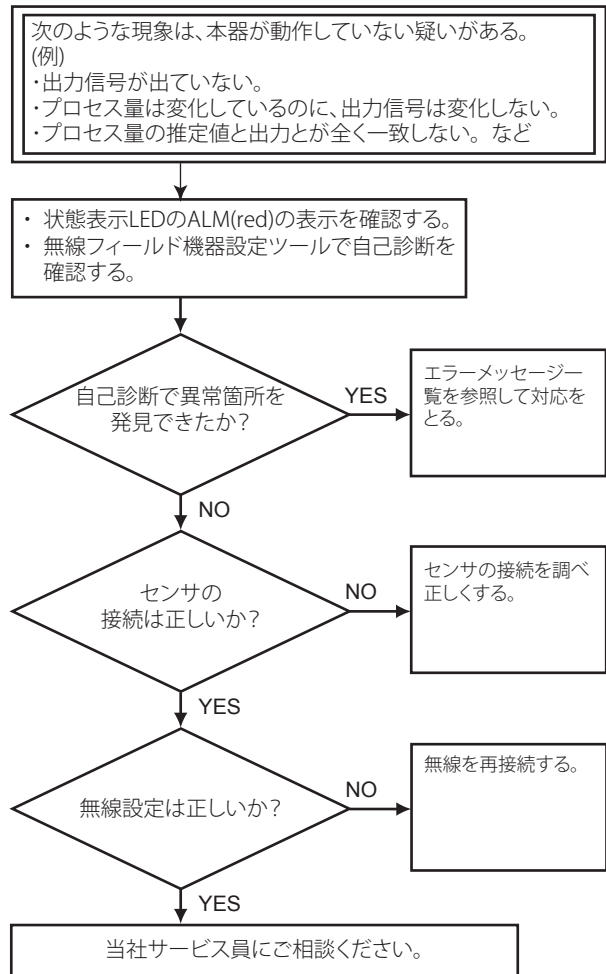 次のような現象は、本器が動作していない疑いがある。
(例)
・出力信号が出ていない。
・プロセス量は変化しているのに、出力信号は変化しない。
・プロセス量の推定値と出力とが全く一致しない。 など
・ 状態表示LEDのALM(red)の表示を確認する。
・ 無線フィールド機器設定ツールで自己診断を
確認する。
自己診断で異常箇所を
発見できたか？
YES
エラーメッセージ一
覧を参照して対応を
とる。
NO
センサの
接続は正しいか？
NO
センサの接続を調べ
正しくする。
YES
無線設定は正しいか？
NO
無線を再接続する。
YES
当社サービス員にご相談ください。